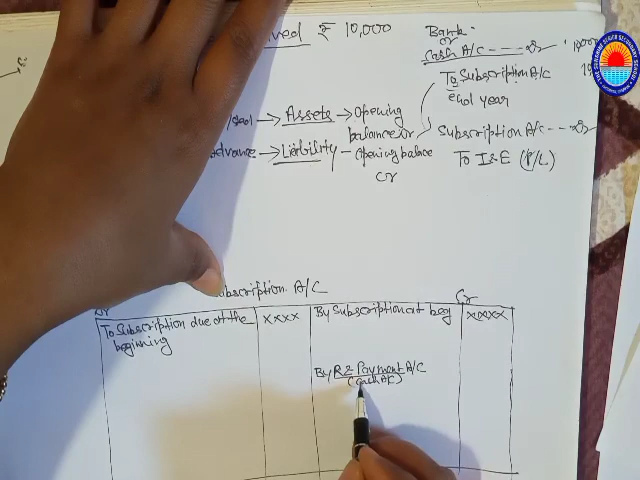 ved ₹ 10,000
Bank
or
Cash A/C --- Dr
To Subscription A/C
end year
→ Assets → Opening
balance Dr
Subscription A/C -- Dr
advance → Liability - Opening balance
Cr
To I & E (P/L)
Subscription A/C
Dr
Cr
To Subscription due at the
beginning
xxxx
By Subscription at beg
xxxx
By R & Payment A/C
(Cash A/C)